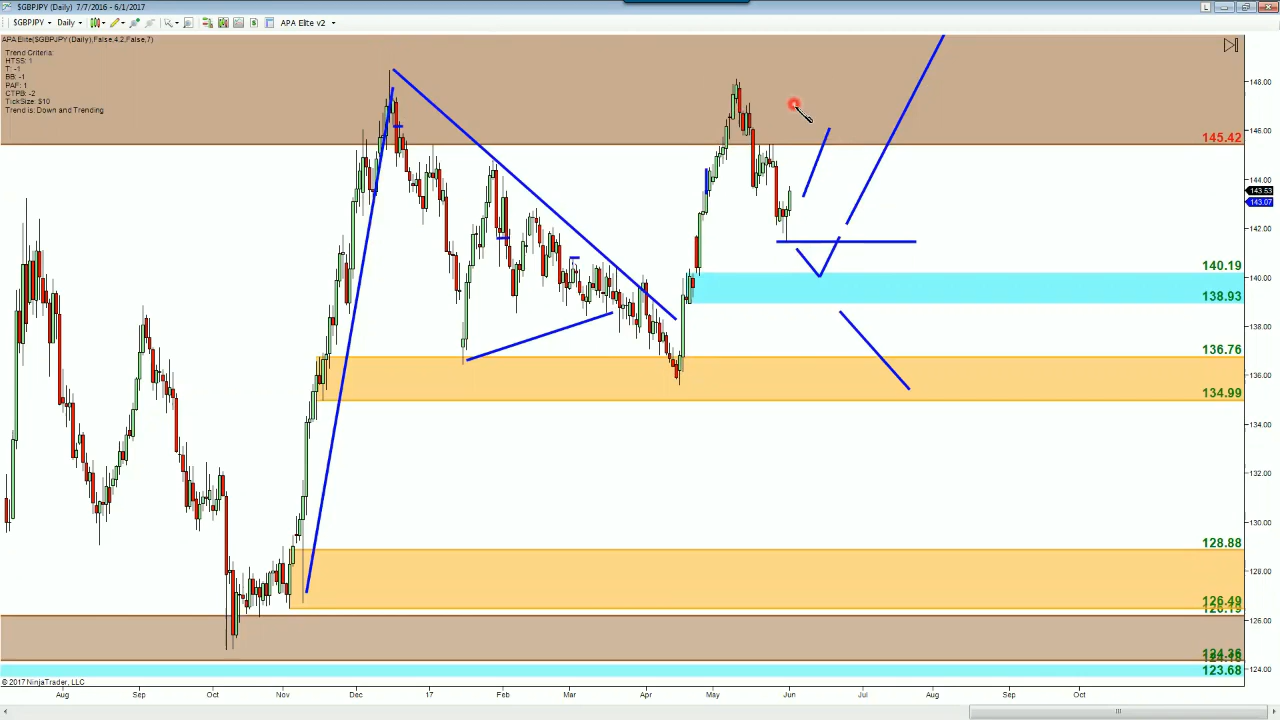 $GBPJPY (Daily) 7/7/2016 - 6/1/2017
$GBPJPY Daily APA Elite v2
L
APA Elite($GBPJPY (Daily),False,4.2,False,7)
Trend Criteria:
HTSS: 1
T: -1
BB: -1
PAF: 1
CTPB: -2
TickSize: $10
Trend is: Down and Trending
148.00
146.00
145.42
144.00
143.53
143.07
142.00
140.19
140.00
138.93
138.00
136.76
136.00
134.99
134.00
132.00
130.00
128.88
128.00
126.49
126.19
126.00
124.36
124.00
123.68
© 2017 NinjaTrader, LLC
Aug Sep Oct Nov Dec 17 Feb Mar Apr May Jun Jul Aug Sep Oct